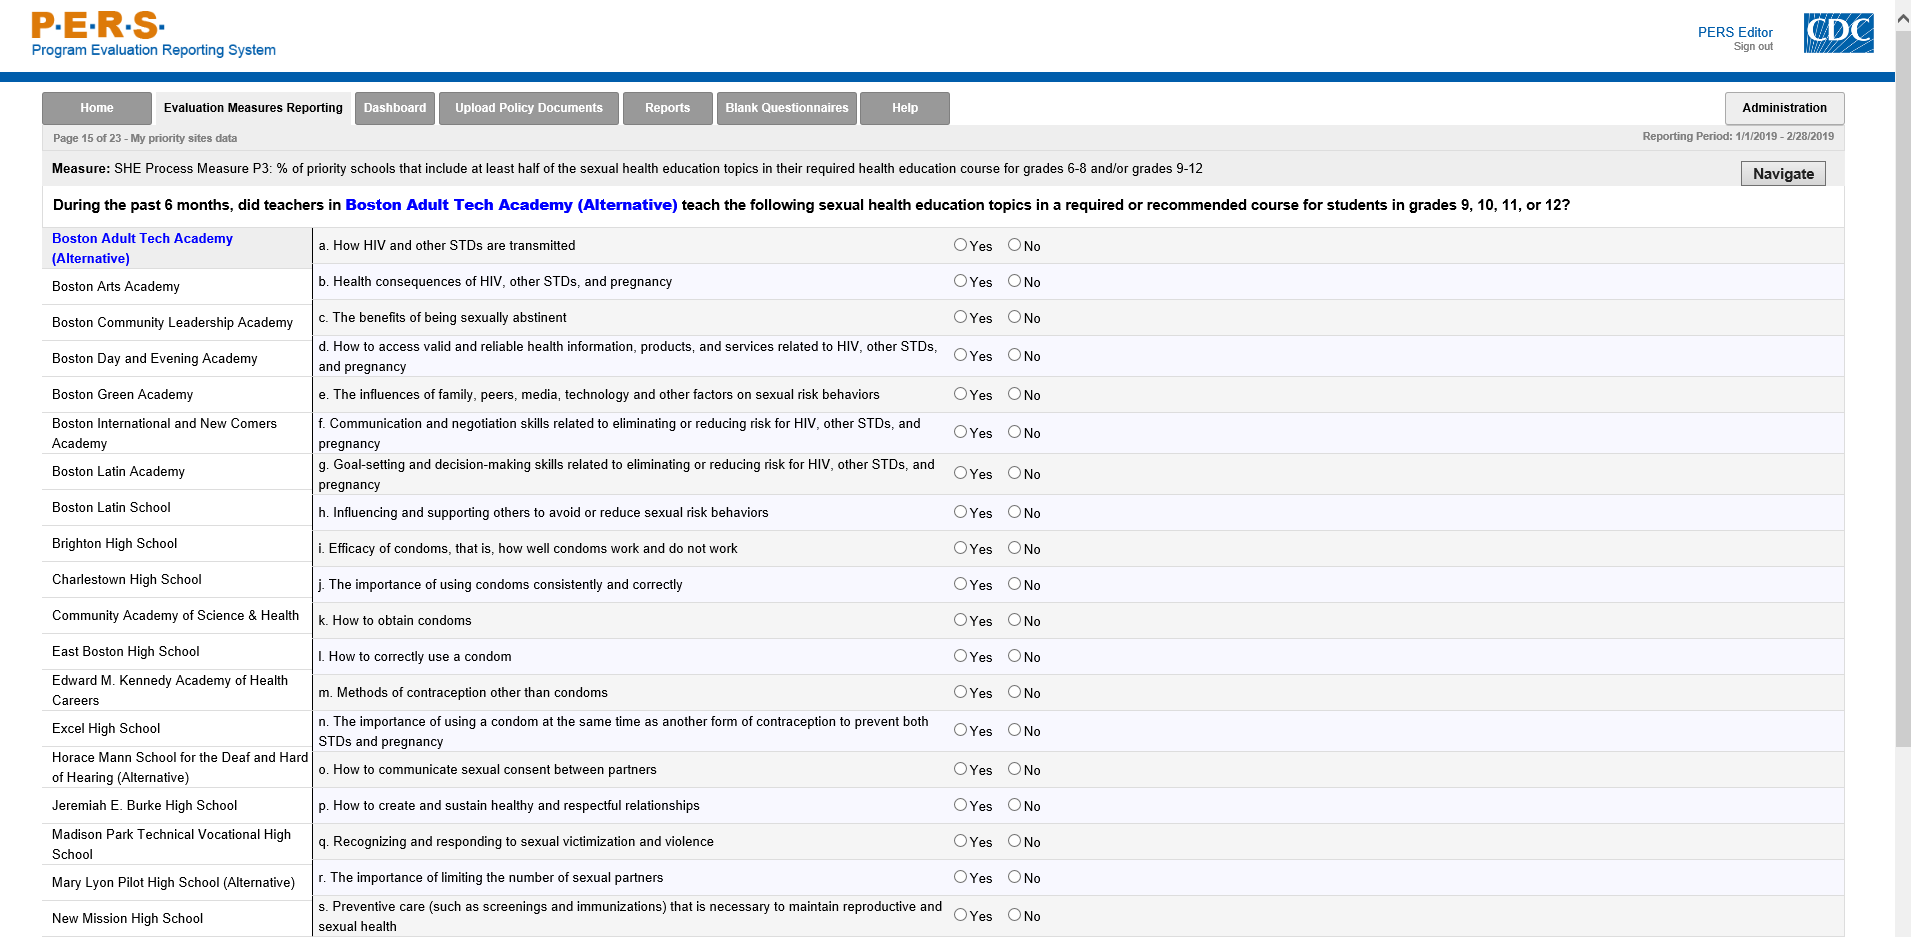 P·E·R·S·
Program Evaluation Reporting System
PERS Editor
Sign out
CDC
Home
Evaluation Measures Reporting
Dashboard
Upload Policy Documents
Reports
Blank Questionnaires
Help
Administration
Page 15 of 23 - My priority sites data
Reporting Period: 1/1/2019 - 2/28/2019
Measure: SHE Process Measure P3: % of priority schools that include at least half of the sexual health education topics in their required health education course for grades 6-8 and/or grades 9-12
Navigate
During the past 6 months, did teachers in Boston Adult Tech Academy (Alternative) teach the following sexual health education topics in a required or recommended course for students in grades 9, 10, 11, or 12?
Boston Adult Tech Academy
(Alternative)
Boston Arts Academy
Boston Community Leadership Academy
Boston Day and Evening Academy
Boston Green Academy
Boston International and New Comers
Academy
Boston Latin Academy
Boston Latin School
Brighton High School
Charlestown High School
Community Academy of Science & Health
East Boston High School
Edward M. Kennedy Academy of Health
Careers
Excel High School
Horace Mann School for the Deaf and Hard
of Hearing (Alternative)
Jeremiah E. Burke High School
Madison Park Technical Vocational High
School
Mary Lyon Pilot High School (Alternative)
New Mission High School
a. How HIV and other STDs are transmitted
Yes No
b. Health consequences of HIV, other STDs, and pregnancy
Yes No
c. The benefits of being sexually abstinent
Yes No
d. How to access valid and reliable health information, products, and services related to HIV, other STDs,
and pregnancy
Yes No
e. The influences of family, peers, media, technology and other factors on sexual risk behaviors
Yes No
f. Communication and negotiation skills related to eliminating or reducing risk for HIV, other STDs, and
pregnancy
Yes No
g. Goal-setting and decision-making skills related to eliminating or reducing risk for HIV, other STDs, and
pregnancy
Yes No
h. Influencing and supporting others to avoid or reduce sexual risk behaviors
Yes No
i. Efficacy of condoms, that is, how well condoms work and do not work
Yes No
j. The importance of using condoms consistently and correctly
Yes No
k. How to obtain condoms
Yes No
l. How to correctly use a condom
Yes No
m. Methods of contraception other than condoms
Yes No
n. The importance of using a condom at the same time as another form of contraception to prevent both
STDs and pregnancy
Yes No
o. How to communicate sexual consent between partners
Yes No
p. How to create and sustain healthy and respectful relationships
Yes No
q. Recognizing and responding to sexual victimization and violence
Yes No
r. The importance of limiting the number of sexual partners
Yes No
s. Preventive care (such as screenings and immunizations) that is necessary to maintain reproductive and
sexual health
Yes No